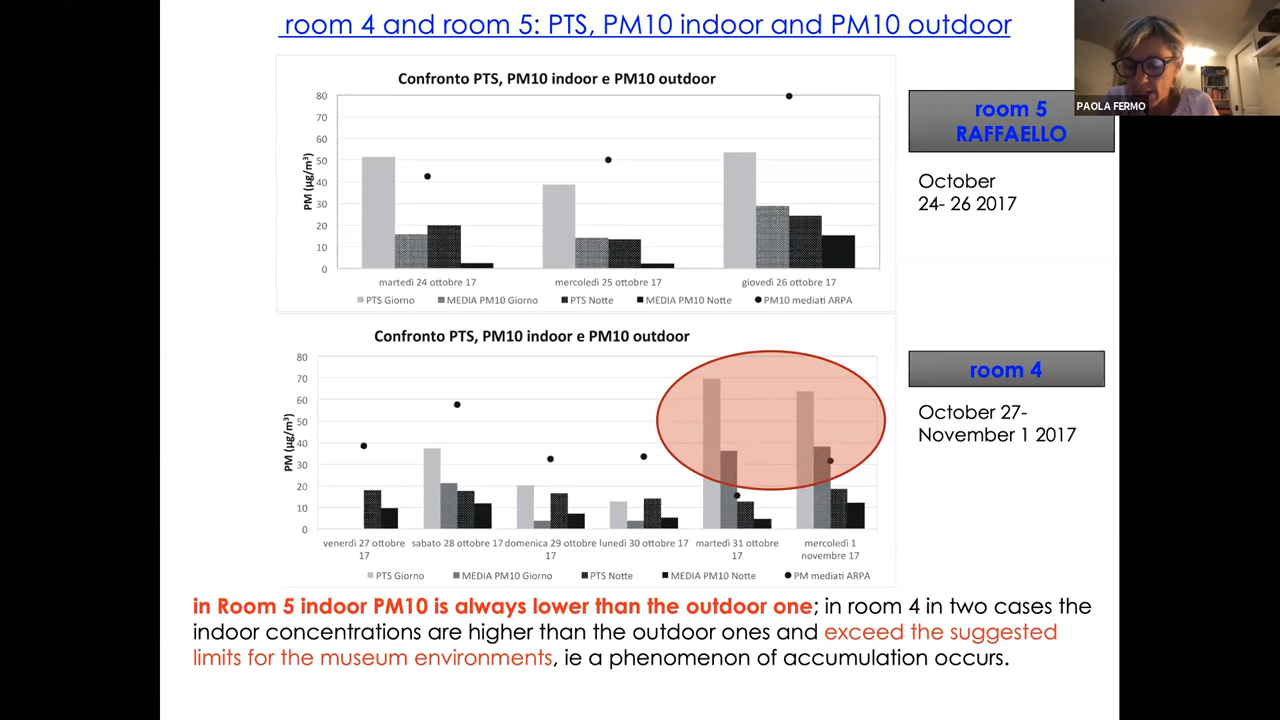 room 4 and room 5: PTS, PM10 indoor and PM10 outdoor
PAOLA FERMO
Confronto PTS, PM10 indoor e PM10 outdoor
80
70
60
50
40
30
20
10
0
PM (µg/m³)
martedì 24 ottobre 17
mercoledì 25 ottobre 17
giovedì 26 ottobre 17
PTS Giorno
MEDIA PM10 Giorno
PTS Notte
MEDIA PM10 Notte
PM10 mediati ARPA
room 5
RAFFAELLO
October
24- 26 2017
Confronto PTS, PM10 indoor e PM10 outdoor
80
70
60
50
40
30
20
10
0
PM (µg/m³)
venerdì 27 ottobre
17
sabato 28 ottobre 17
domenica 29 ottobre
17
lunedì 30 ottobre 17
martedì 31 ottobre
17
mercoledì 1
novembre 17
PTS Giorno
MEDIA PM10 Giorno
PTS Notte
MEDIA PM10 Notte
PM mediati ARPA
room 4
October 27-
November 1 2017
in Room 5 indoor PM10 is always lower than the outdoor one; in room 4 in two cases the
indoor concentrations are higher than the outdoor ones and exceed the suggested
limits for the museum environments, ie a phenomenon of accumulation occurs.